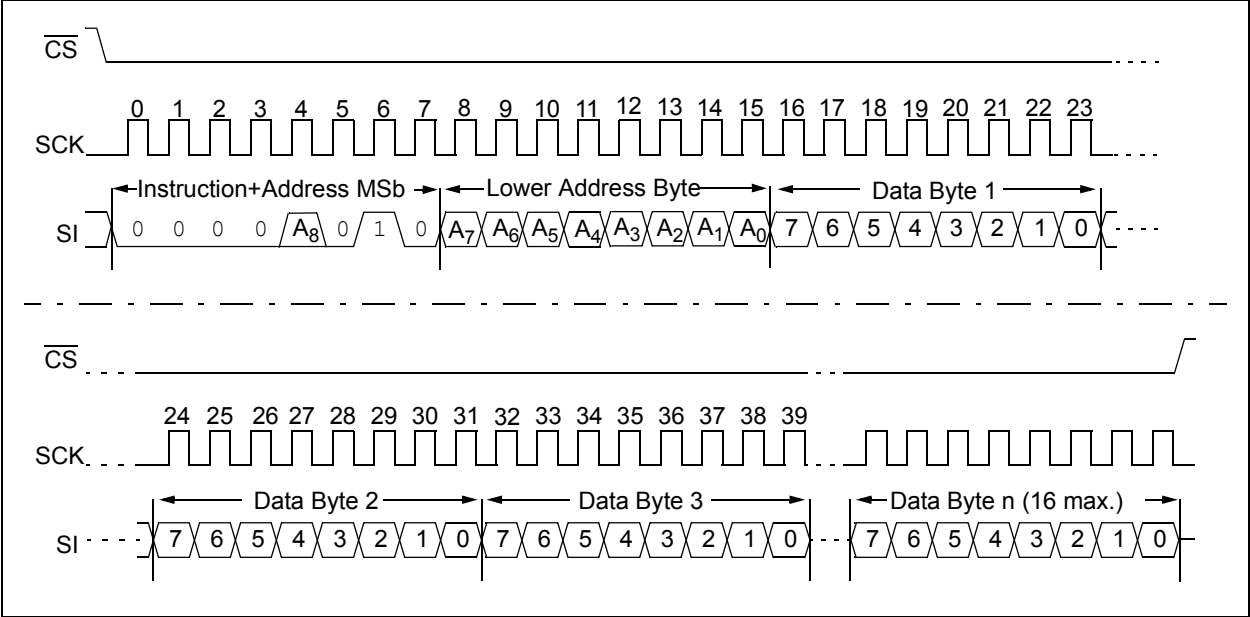 CS
0 1 2 3 4 5 6 7 8 9 10 11 12 13 14 15 16 17 18 19 20 21 22 23
SCK
Instruction+Address MSb Lower Address Byte Data Byte 1
SI 0 0 0 0 A8 0 1 0 A7 A6 A5 A4 A3 A2 A1 A0 7 6 5 4 3 2 1 0
CS
24 25 26 27 28 29 30 31 32 33 34 35 36 37 38 39
SCK
Data Byte 2 Data Byte 3 Data Byte n (16 max.)
SI 7 6 5 4 3 2 1 0 7 6 5 4 3 2 1 0 7 6 5 4 3 2 1 0